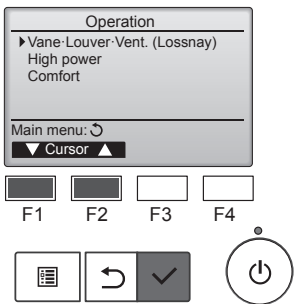 Operation
Vane·Louver·Vent. (Lossnay)
High power
Comfort
Main menu:
Cursor
F1 F2 F3 F4